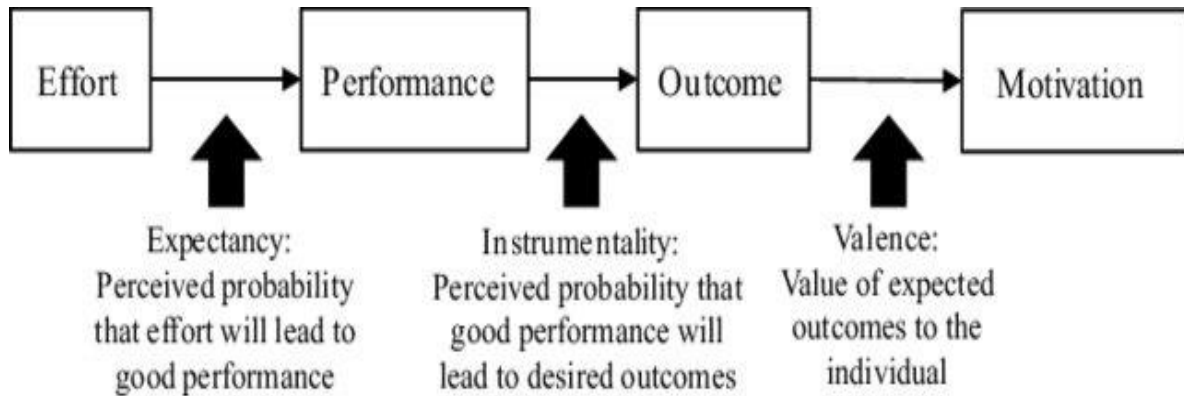 Effort
Performance
Outcome
Motivation
Expectancy:
Perceived probability
that effort will lead to
good performance
Instrumentality:
Perceived probability that
good performance will
lead to desired outcomes
Valence:
Value of expected
outcomes to the
individual